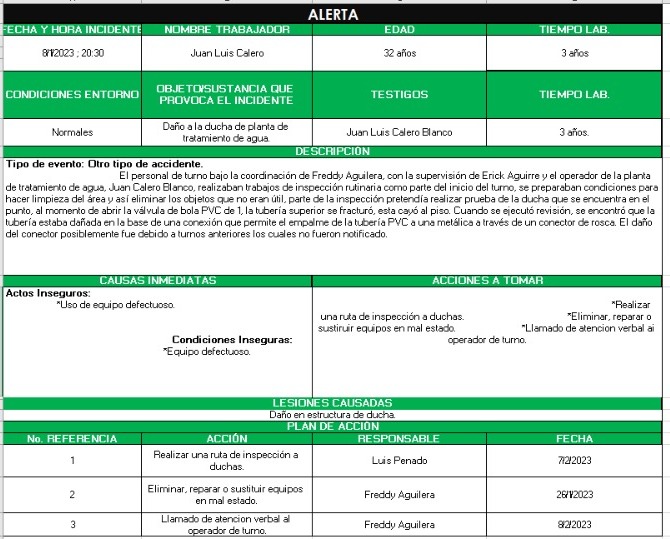 ALERTA
FECHA Y HORA INCIDENTE NOMBRE TRABAJADOR EDAD TIEMPO LAB.
8/1/2023 ; 20:30 Juan Luis Calero 32 años 3 años
CONDICIONES ENTORNO OBJETO/SUSTANCIA QUE PROVOCA EL INCIDENTE TESTIGOS TIEMPO LAB.
Normales Daño a la ducha de planta de tratamiento de agua. Juan Luis Calero Blanco 3 años.
DESCRIPCIÓN
Tipo de evento: Otro tipo de accidente.
El personal de turno bajo la coordinación de Freddy Aguilera, con la supervisión de Erick Aguirre y el operador de la planta
de tratamiento de agua, Juan Calero Blanco, realizaban trabajos de inspección rutinaria como parte del inicio del turno, se preparaban condiciones para
hacer limpieza del área y así eliminar los objetos que no eran útil, parte de la inspección pretendía realizar prueba de la ducha que se encuentra en el
punto, al momento de abrir la válvula de bola PVC de 1, la tubería superior se fracturó, esta cayó al piso. Cuando se ejecutó revisión, se encontró que la
tubería estaba dañada en la base de una conexión que permite el empalme de la tubería PVC a una metálica a través de un conector de rosca. El daño
del conector posiblemente fue debido a turnos anteriores los cuales no fueron notificado.
CAUSAS INMEDIATAS ACCIONES A TOMAR
Actos Inseguros:
*Uso de equipo defectuoso.
Condiciones Inseguras:
*Equipo defectuoso.
*Realizar
una ruta de inspección a duchas. *Eliminar, reparar o
sustiruir equipos en mal estado. *Llamado de atencion verbal al
operador de turno.
LESIONES CAUSADAS
Daño en estructura de ducha.
PLAN DE ACCIÓN
No. REFERENCIA ACCIÓN RESPONSABLE FECHA
1 Realizar una ruta de inspección a duchas. Luis Penado 7/2/2023
2 Eliminar, reparar o sustituir equipos en mal estado. Freddy Aguilera 26/1/2023
3 Llamado de atencion verbal al operador de turno. Freddy Aguilera 8/2/2023